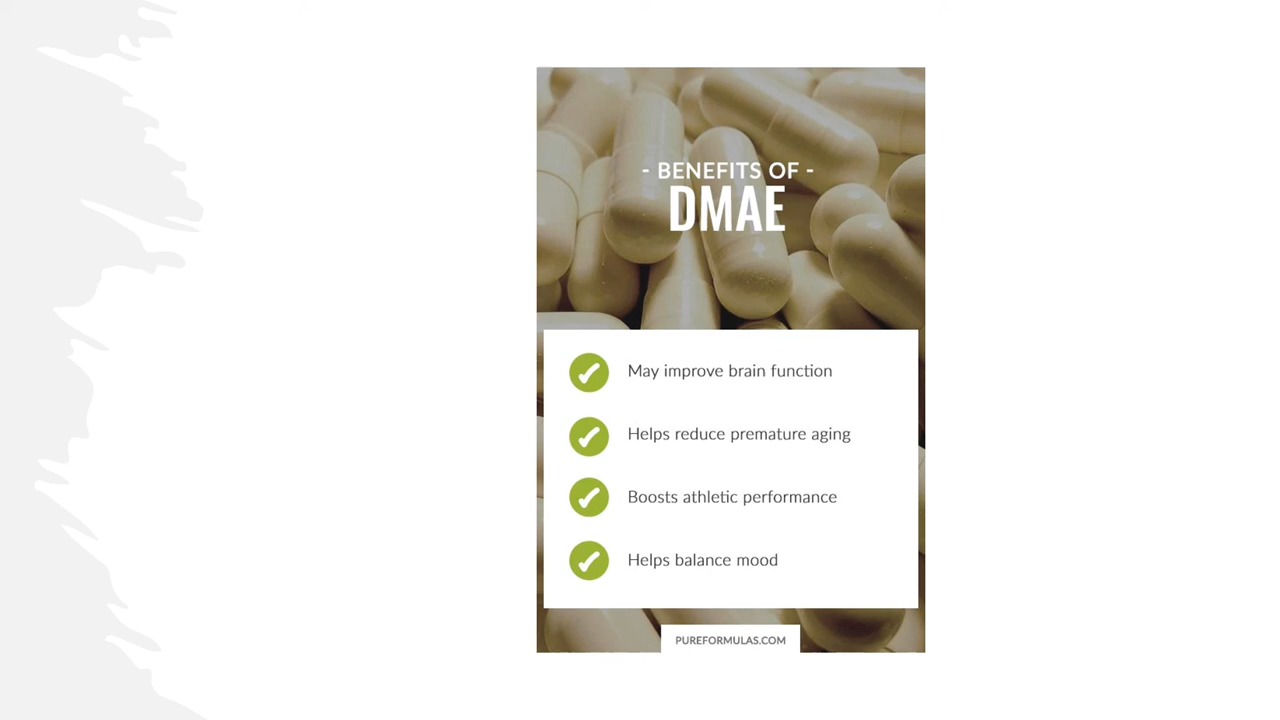 - BENEFITS OF -
DMAE
May improve brain function
Helps reduce premature aging
Boosts athletic performance
Helps balance mood
PUREFORMULAS.COM